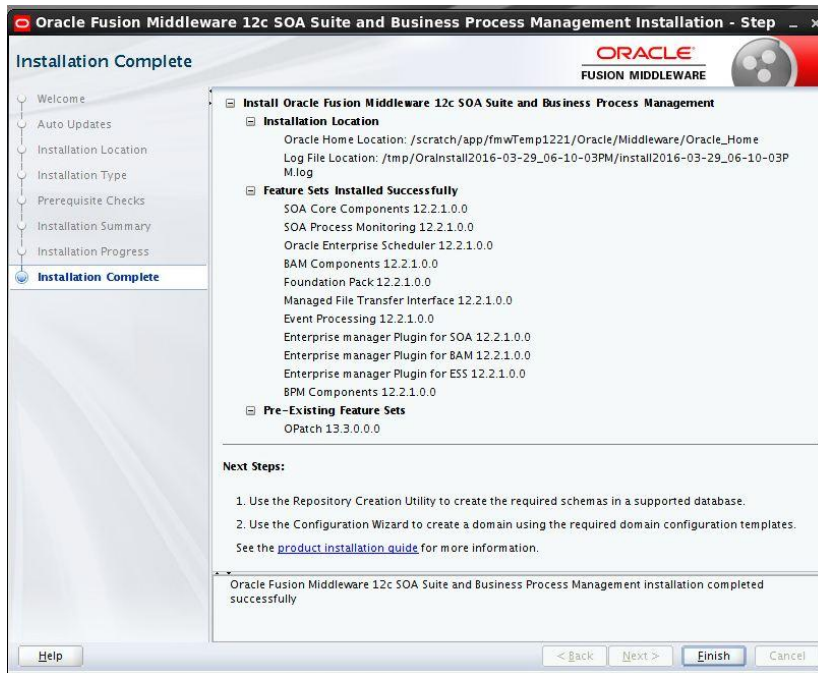 Oracle Fusion Middleware 12c SOA Suite and Business Process Management Installation - Step
Installation Complete
ORACLE
FUSION MIDDLEWARE
Welcome
Auto Updates
Installation Location
Installation Type
Prerequisite Checks
Installation Summary
Installation Progress
Installation Complete
Install Oracle Fusion Middleware 12c SOA Suite and Business Process Management
Installation Location
Oracle Home Location: /scratch/app/fmwTemp1221/Oracle/Middleware/Oracle_Home
Log File Location: /tmp/OraInstall2016-03-29_06-10-03PM/install2016-03-29_06-10-03P
M.log
Feature Sets Installed Successfully
SOA Core Components 12.2.1.0.0
SOA Process Monitoring 12.2.1.0.0
Oracle Enterprise Scheduler 12.2.1.0.0
BAM Components 12.2.1.0.0
Foundation Pack 12.2.1.0.0
Managed File Transfer Interface 12.2.1.0.0
Event Processing 12.2.1.0.0
Enterprise manager Plugin for SOA 12.2.1.0.0
Enterprise manager Plugin for BAM 12.2.1.0.0
Enterprise manager Plugin for ESS 12.2.1.0.0
BPM Components 12.2.1.0.0
Pre-Existing Feature Sets
OPatch 13.3.0.0.0
Next Steps:
1. Use the Repository Creation Utility to create the required schemas in a supported database.
2. Use the Configuration Wizard to create a domain using the required domain configuration templates.
See the product installation guide for more information.
Oracle Fusion Middleware 12c SOA Suite and Business Process Management installation completed
successfully
Help
< Back
Next >
Finish
Cancel